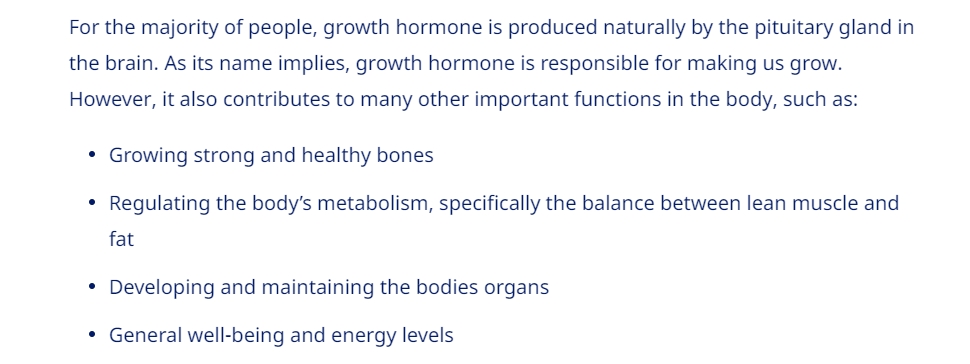 For the majority of people, growth hormone is produced naturally by the pituitary gland in
the brain. As its name implies, growth hormone is responsible for making us grow.
However, it also contributes to many other important functions in the body, such as:
• Growing strong and healthy bones
• Regulating the body’s metabolism, specifically the balance between lean muscle and
fat
• Developing and maintaining the bodies organs
• General well-being and energy levels